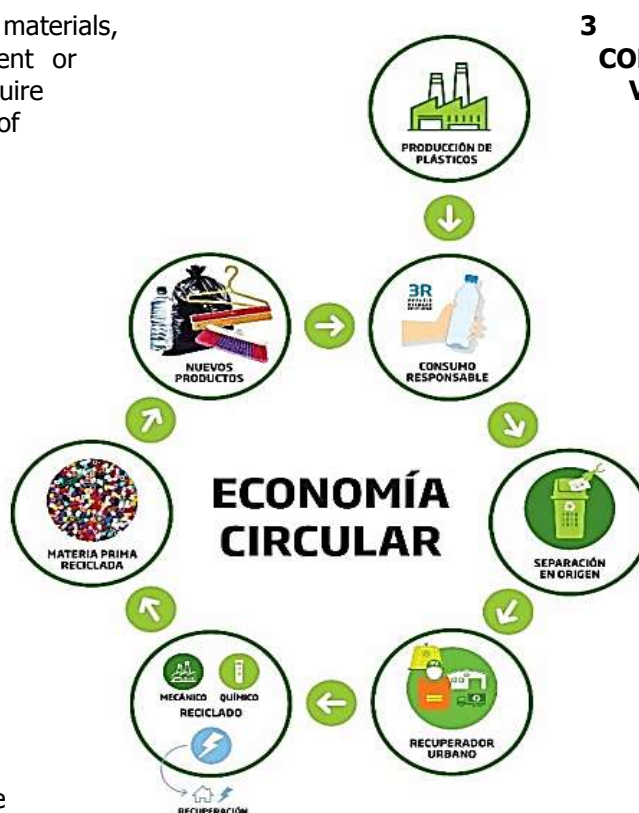 materials,
ent or
uire
of
3
PRODUCCIÓN DE
PLÁSTICOS
3R
NUEVOS
PRODUCTOS
CONSUMO
RESPONSABLE
ECONOMÍA
CIRCULAR
MATERIA PRIMA
RECICLADA
SEPARACIÓN
EN ORIGEN
MECÁNICO QUÍMICO
RECICLADO
RECUPERADOR
URBANO
RECUPERACIÓN
e